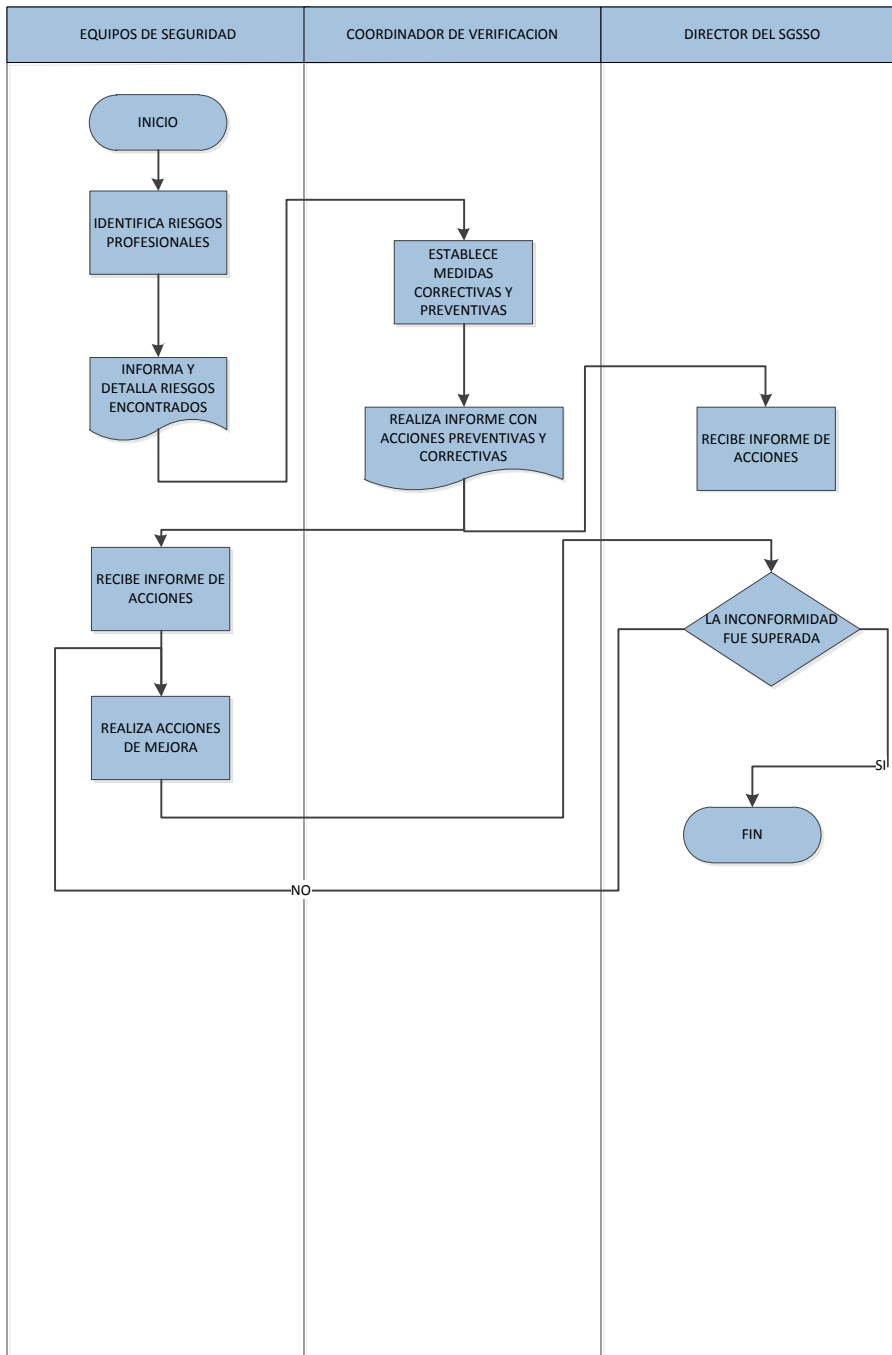 EQUIPOS DE SEGURIDAD
COORDINADOR DE VERIFICACION
DIRECTOR DEL SGSSO
INICIO
IDENTIFICA RIESGOS
PROFESIONALES
ESTABLECE
MEDIDAS
CORRECTIVAS Y
PREVENTIVAS
INFORMA Y
DETALLA RIESGOS
ENCONTRADOS
REALIZA INFORME CON
ACCIONES PREVENTIVAS Y
CORRECTIVAS
RECIBE INFORME DE
ACCIONES
RECIBE INFORME DE
ACCIONES
LA INCONFORMIDAD
FUE SUPERADA
REALIZA ACCIONES
DE MEJORA
SI
FIN
NO